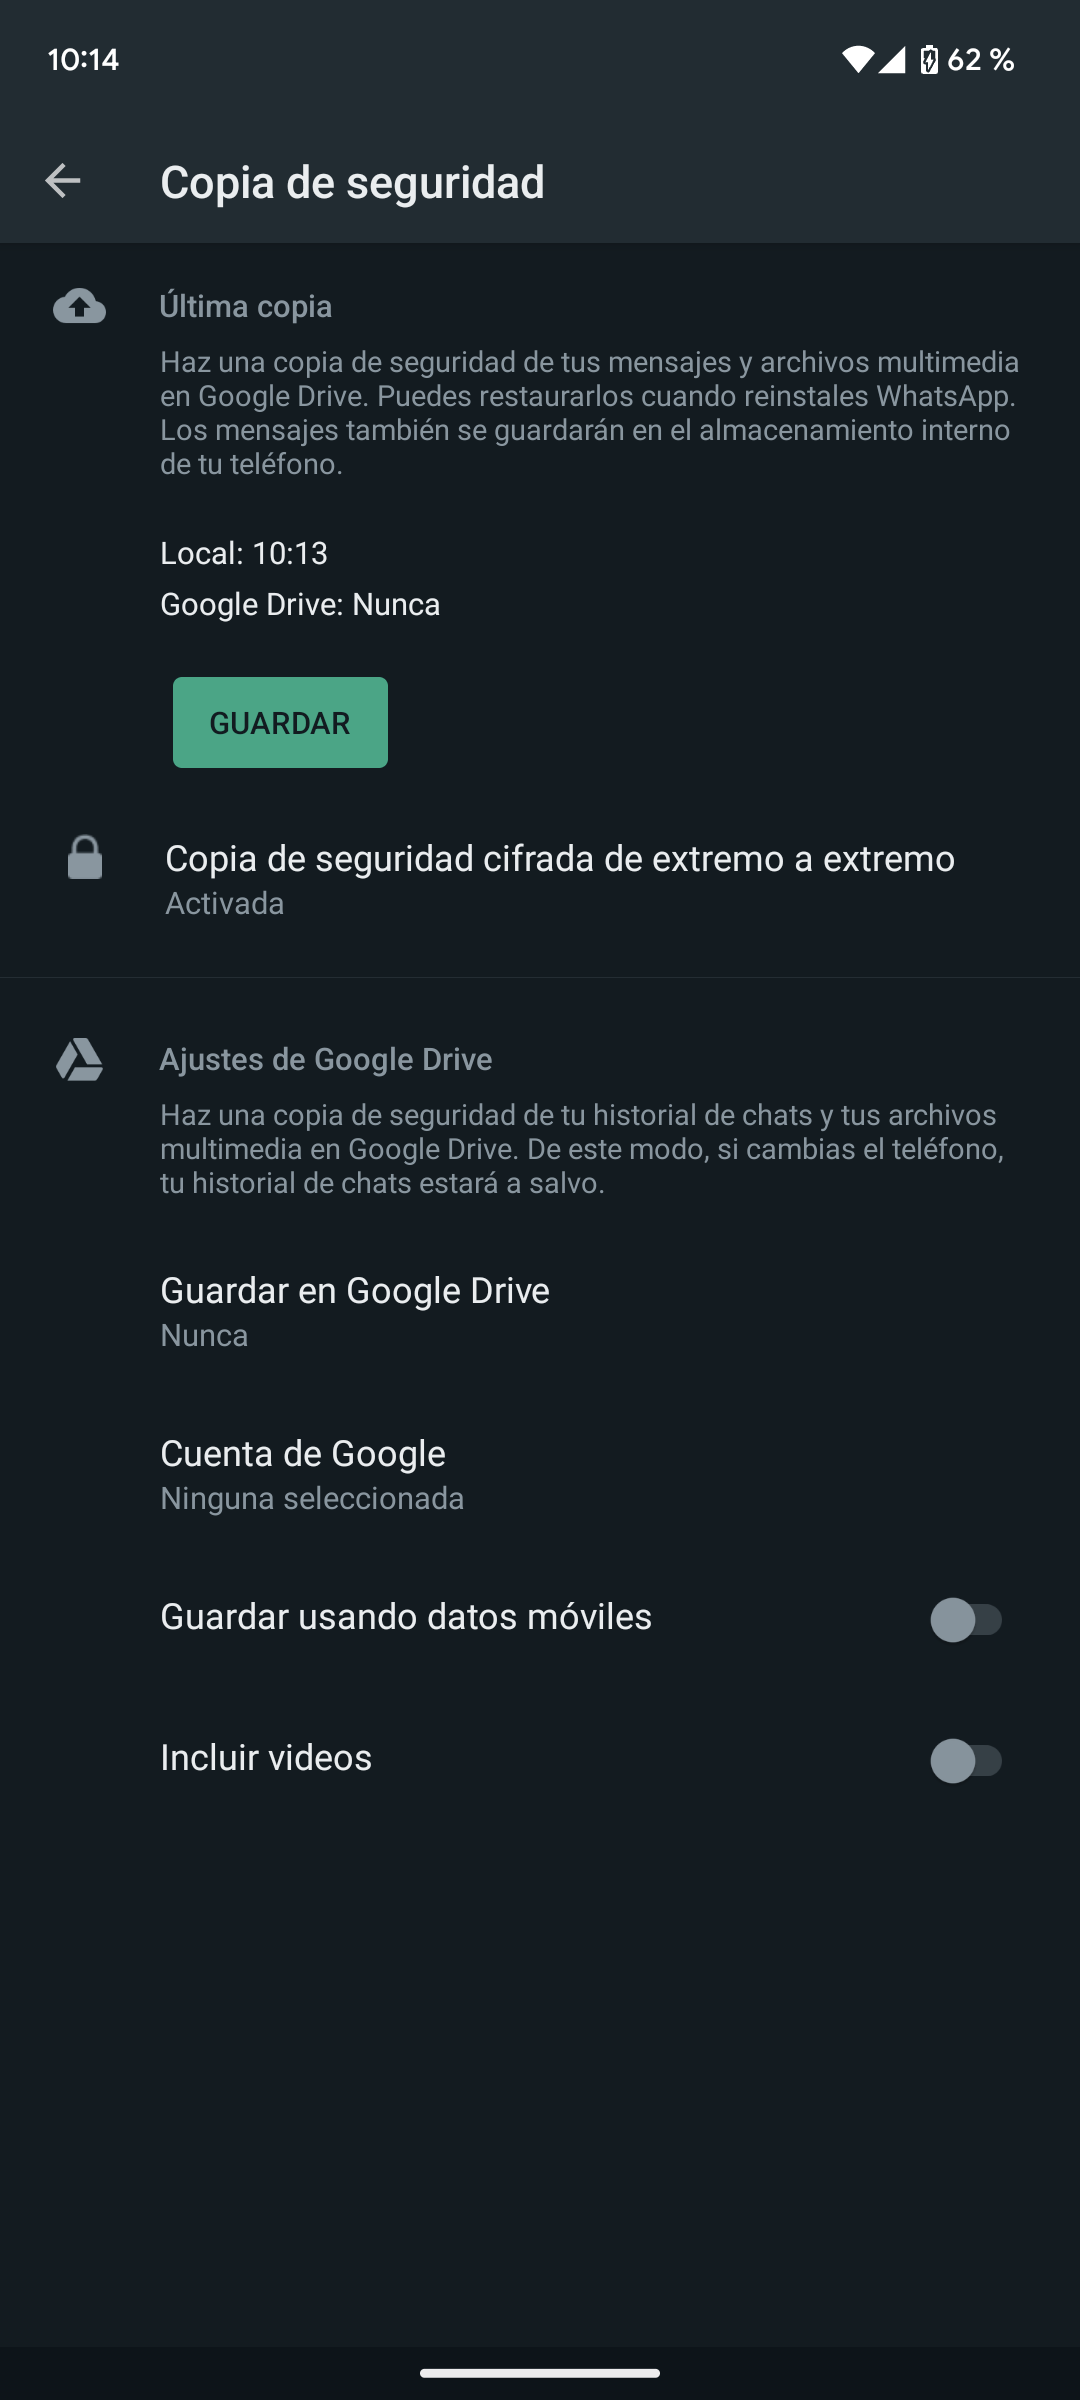 10:14
62 %
Copia de seguridad
Última copia
Haz una copia de seguridad de tus mensajes y archivos multimedia
en Google Drive. Puedes restaurarlos cuando reinstales WhatsApp.
Los mensajes también se guardarán en el almacenamiento interno
de tu teléfono.
Local: 10:13
Google Drive: Nunca
GUARDAR
Copia de seguridad cifrada de extremo a extremo
Activada
Ajustes de Google Drive
Haz una copia de seguridad de tu historial de chats y tus archivos
multimedia en Google Drive. De este modo, si cambias el teléfono,
tu historial de chats estará a salvo.
Guardar en Google Drive
Nunca
Cuenta de Google
Ninguna seleccionada
Guardar usando datos móviles
Incluir videos